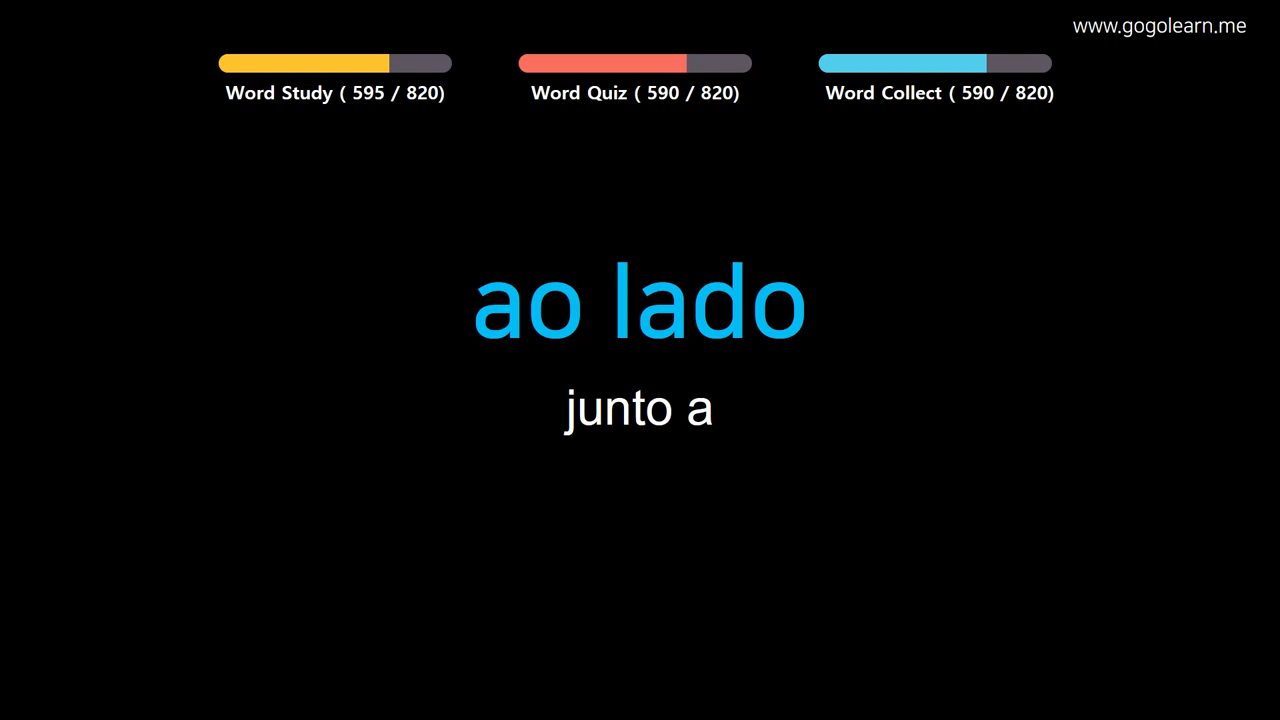 www.gogolearn.me
Word Study ( 595 / 820)
Word Quiz ( 590 / 820)
Word Collect ( 590 / 820)
ao lado
junto a